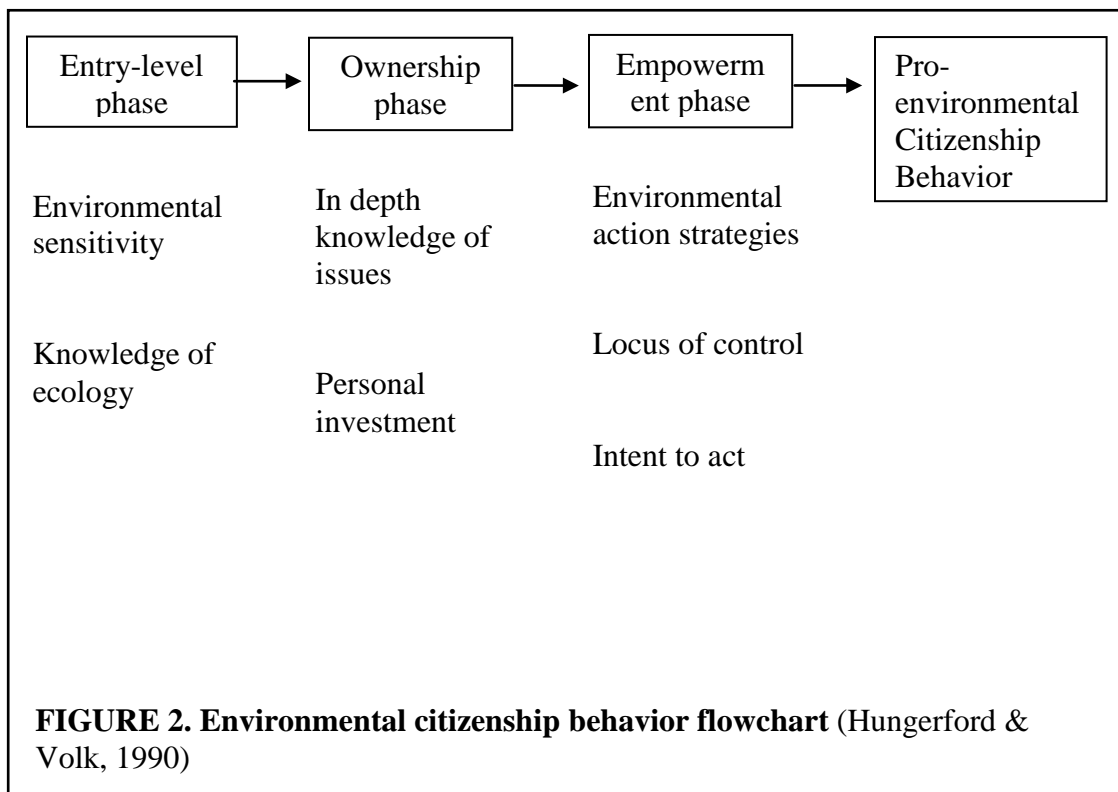 Entry-level
phase
Ownership
phase
Empowerm
ent phase
Pro-
environmental
Citizenship
Behavior
Environmental
sensitivity
Knowledge of
ecology
In depth
knowledge of
issues
Personal
investment
Environmental
action strategies
Locus of control
Intent to act
FIGURE 2. Environmental citizenship behavior flowchart (Hungerford &
Volk, 1990)